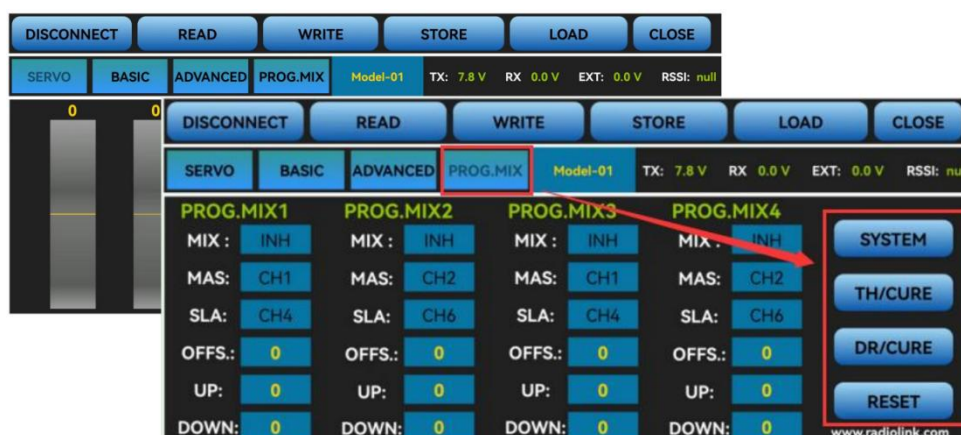 DISCONNECT READ WRITE STORE LOAD CLOSE
SERVO BASIC ADVANCED PROG.MIX Model-01 TX: 7.8 V RX 0.0 V EXT: 0.0 V RSSI: null
0 0
DISCONNECT READ WRITE STORE LOAD CLOSE
SERVO BASIC ADVANCED PROG.MIX Model-01 TX: 7.8 V RX 0.0 V EXT: 0.0 V RSSI: nu
PROG.MIX1 PROG.MIX2 PROG.MIX3 PROG.MIX4
MIX : INH MIX : INH MIX : INH MIX : INH SYSTEM
MAS: CH1 MAS: CH2 MAS: CH1 MAS: CH2 TH/CURE
SLA: CH4 SLA: CH6 SLA: CH4 SLA: CH6
OFFS.: 0 OFFS.: 0 OFFS.: 0 OFFS.: 0 DR/CURE
UP: 0 UP: 0 UP: 0 UP: 0 RESET
DOWN: 0 DOWN: 0 DOWN: 0 DOWN: 0 www.radiolink.com